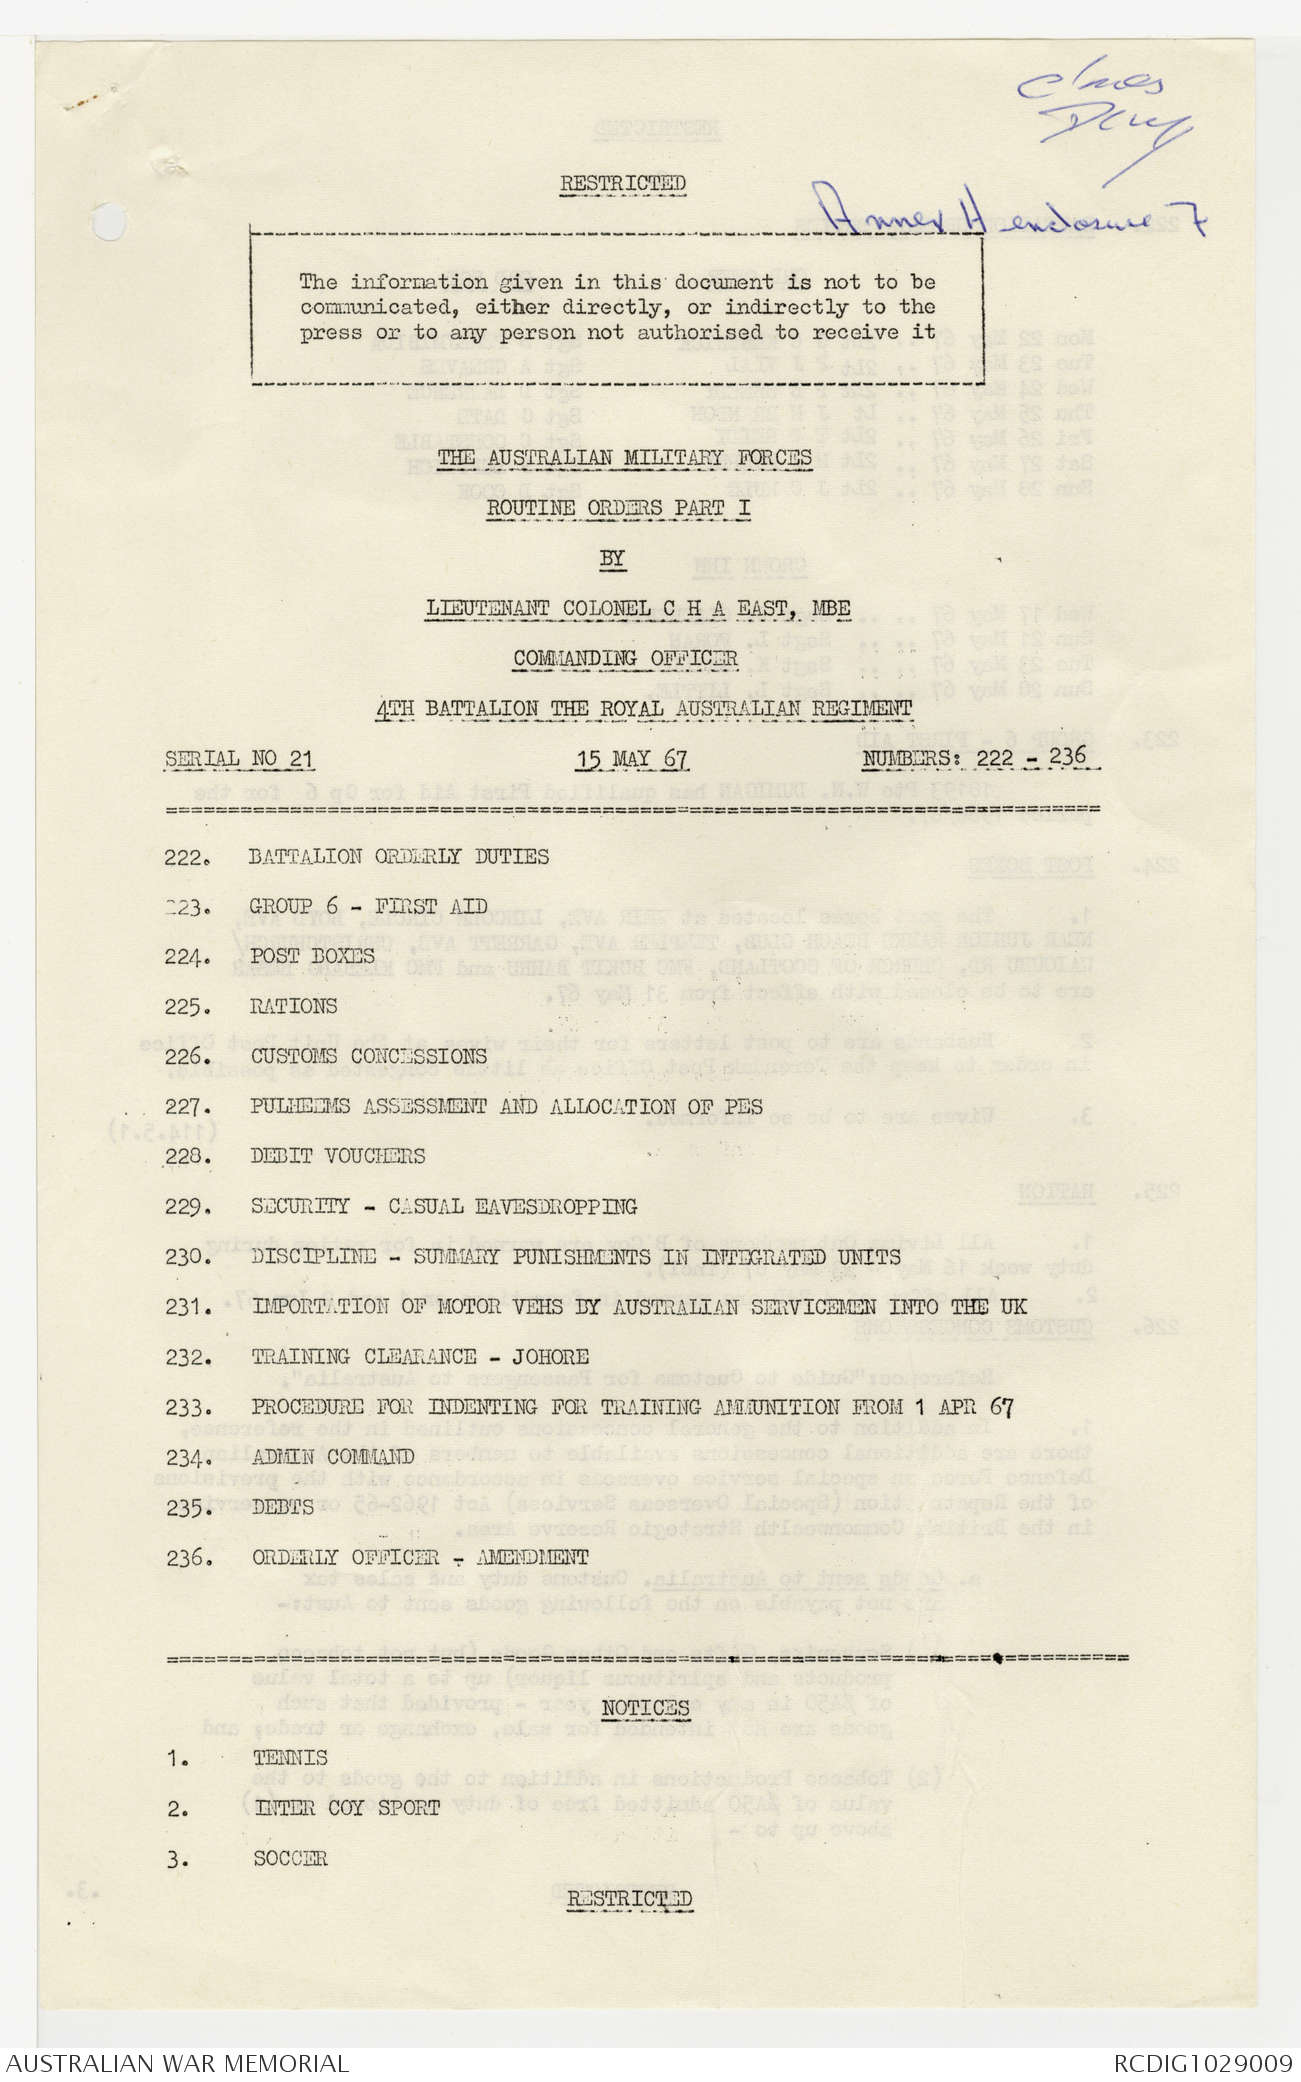 RESTRICTED
Annex H enclosure 7
The information given in this document is not to be
communicated, either directly, or indirectly to the
press or to any person not authorised to receive it
THE AUSTRALIAN MILITARY FORCES
ROUTINE ORDERS PART I
BY
LIEUTENANT COLONEL C H A EAST, MBE
COMMANDING OFFICER
4TH BATTALION THE ROYAL AUSTRALIAN REGIMENT
SERIAL NO 21 15 MAY 67 NUMBERS: 222 - 236
222. BATTALION ORDERLY DUTIES
223. GROUP 6 - FIRST AID
224. POST BOXES
225. RATIONS
226. CUSTOMS CONCESSIONS
227. PULHEEMS ASSESSMENT AND ALLOCATION OF PES
228. DEBIT VOUCHERS
229. SECURITY - CASUAL EAVESDROPPING
230. DISCIPLINE - SUMMARY PUNISHMENTS IN INTEGRATED UNITS
231. IMPORTATION OF MOTOR VEHS BY AUSTRALIAN SERVICEMEN INTO THE UK
232. TRAINING CLEARANCE - JOHORE
233. PROCEDURE FOR INDENTING FOR TRAINING AMMUNITION FROM 1 APR 67
234. ADMIN COMMAND
235. DEBTS
236. ORDERLY OFFICER - AMENDMENT
NOTICES
1. TENNIS
2. INTER COY SPORT
3. SOCCER
RESTRICTED
AUSTRALIAN WAR MEMORIAL RCDIG1029009